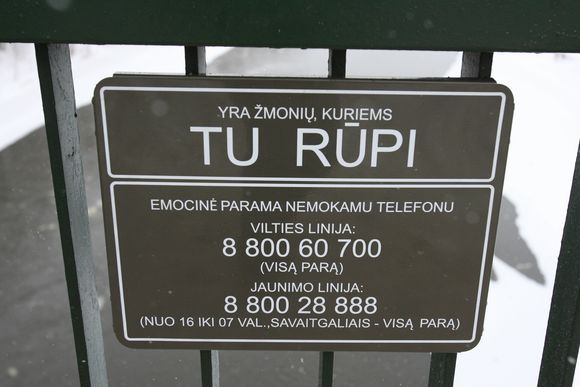 YRA ŽMONIŲ, KURIEMS
TU RŪPI
EMOCINĖ PARAMA NEMOKAMU TELEFONU
VILTIES LINIJA:
8 800 60 700
(VISĄ PARĄ)
JAUNIMO LINIJA:
8 800 28 888
(NUO 16 IKI 07 VAL.,SAVAITGALIAIS - VISĄ PARĄ)